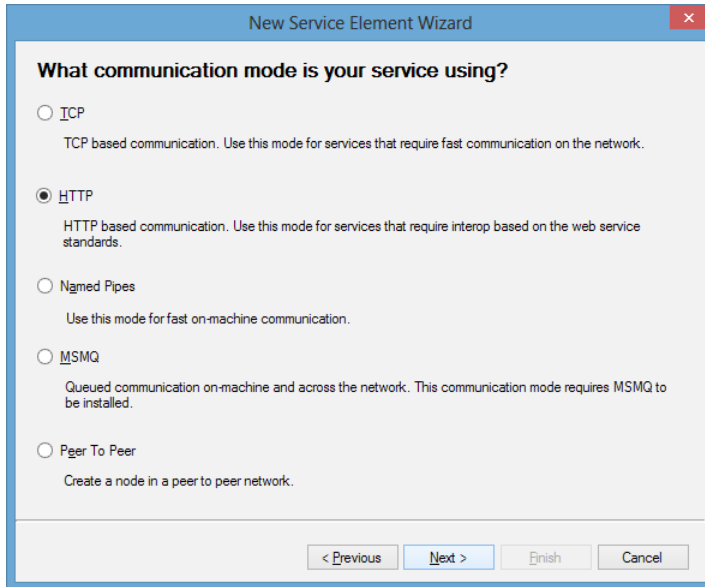 New Service Element Wizard
What communication mode is your service using?
TCP
TCP based communication. Use this mode for services that require fast communication on the network.
HTTP
HTTP based communication. Use this mode for services that require interop based on the web service
standards.
Named Pipes
Use this mode for fast on-machine communication.
MSMQ
Queued communication on-machine and across the network. This communication mode requires MSMQ to
be installed.
Peer To Peer
Create a node in a peer to peer network.
< Previous Next > Finish Cancel